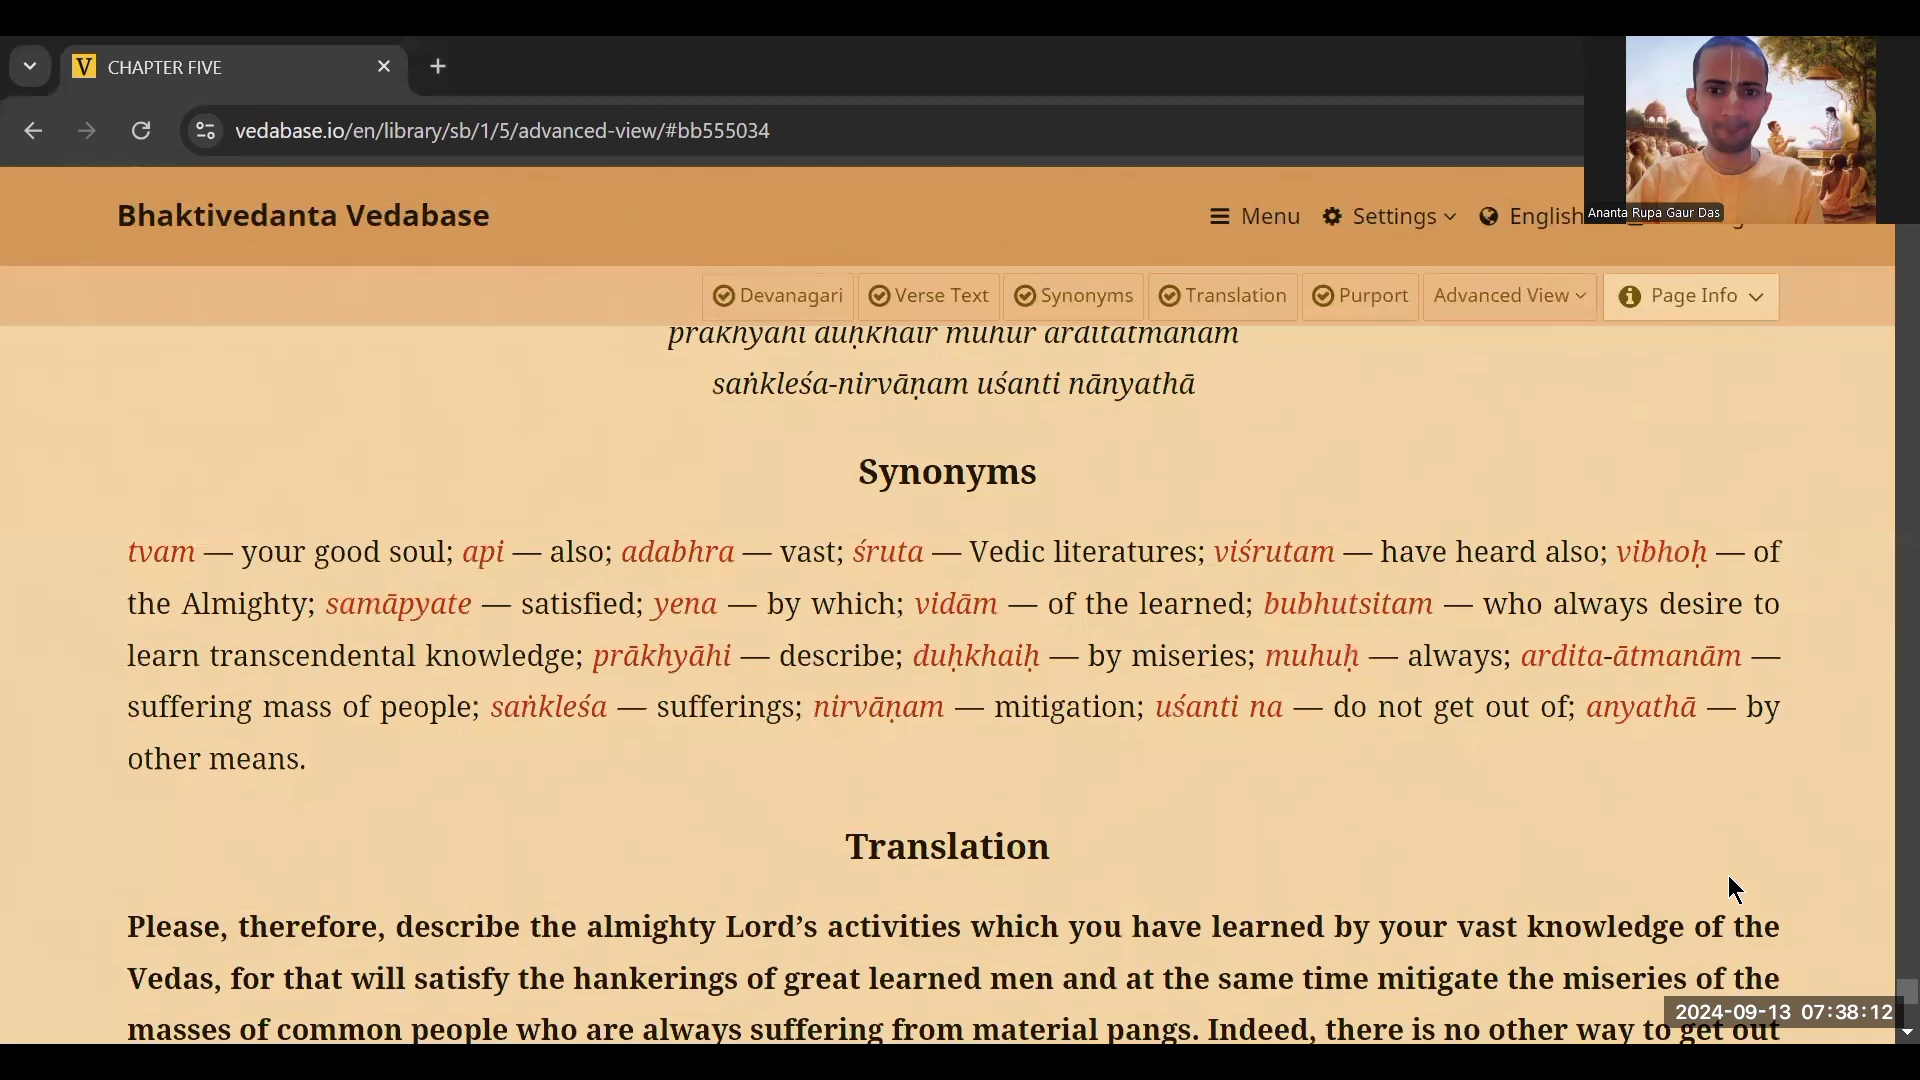 CHAPTER FIVE
vedabase.io/en/library/sb/1/5/advanced-view/#bb555034
Ananta Rupa Gaur Das
Bhaktivedanta Vedabase
Menu Settings English
Devanagari Verse Text Synonyms Translation Purport Advanced View Page Info
prākhyāhi duḥkhair muhur arditātmanāṁ
saṅkleśa-nirvāṇam uśanti nānyathā
Synonyms
tvam — your good soul; api — also; adabhra — vast; śruta — Vedic literatures; viśrutam — have heard also; vibhoḥ — of
the Almighty; samāpyate — satisfied; yena — by which; vidām — of the learned; bubhutsitam — who always desire to
learn transcendental knowledge; prākhyāhi — describe; duḥkhaiḥ — by miseries; muhuḥ — always; ardita-ātmanām —
suffering mass of people; saṅkleśa — sufferings; nirvāṇam — mitigation; uśanti na — do not get out of; anyathā — by
other means.
Translation
Please, therefore, describe the almighty Lord’s activities which you have learned by your vast knowledge of the
Vedas, for that will satisfy the hankerings of great learned men and at the same time mitigate the miseries of the
masses of common people who are always suffering from material pangs. Indeed, there is no other way to get out
2024-09-13 07:38:12